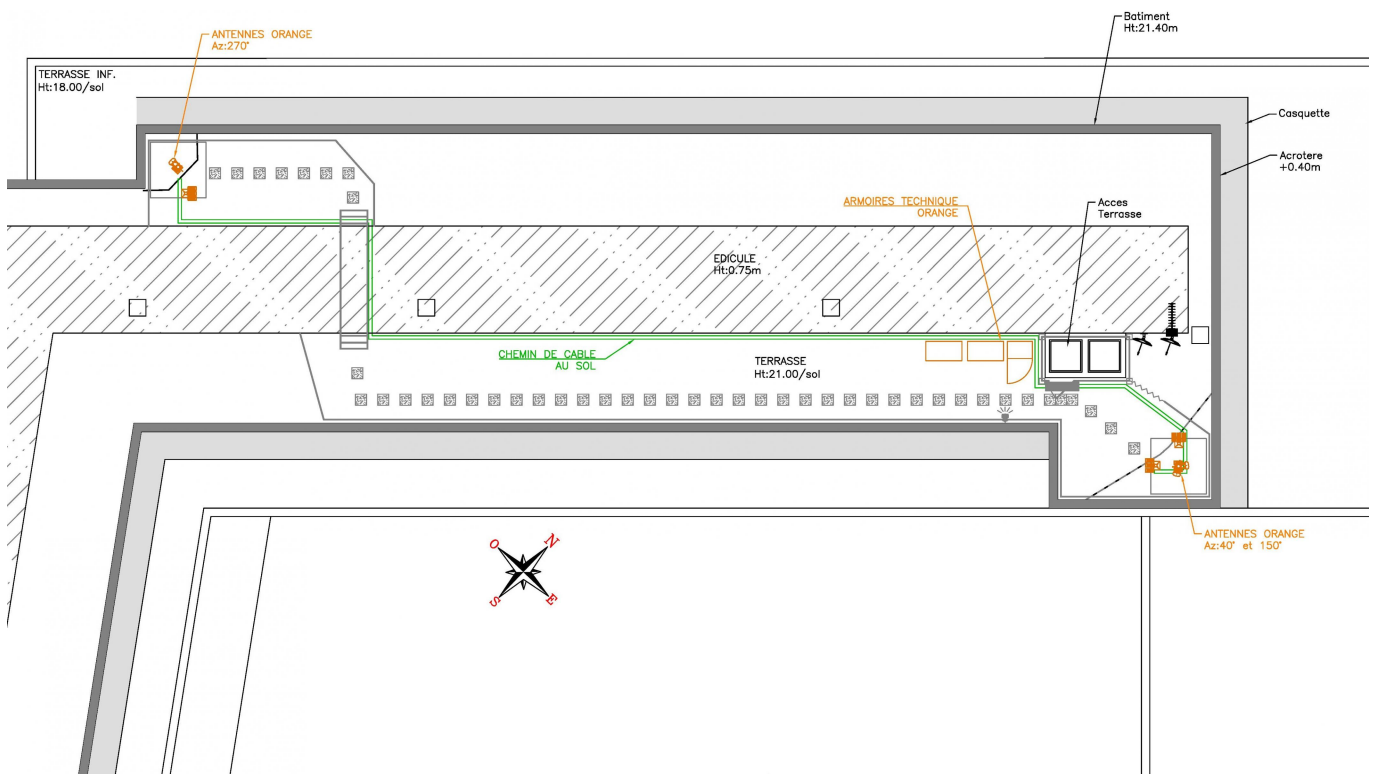 Batiment
Ht:21.40m
ANTENNES ORANGE
Az:270°
TERRASSE INF.
Ht:18.00/sol
Casquette
Acrotere
+0.40m
ARMOIRES TECHNIQUE
ORANGE
Acces
Terrasse
EDICULE
Ht:0.75m
CHEMIN DE CABLE
AU SOL
TERRASSE
Ht:21.00/sol
ANTENNES ORANGE
Az:40° et 150°
O
N
S
E